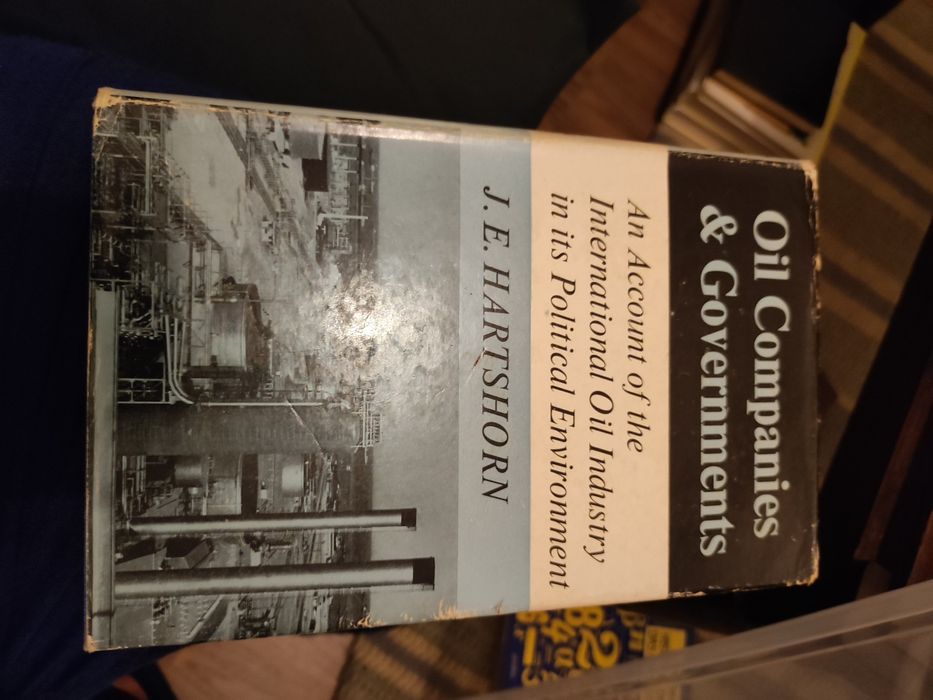 Oil Companies
& Governments
An Account of the
International Oil Industry
in its Political Environment
J. E. HARTSHORN